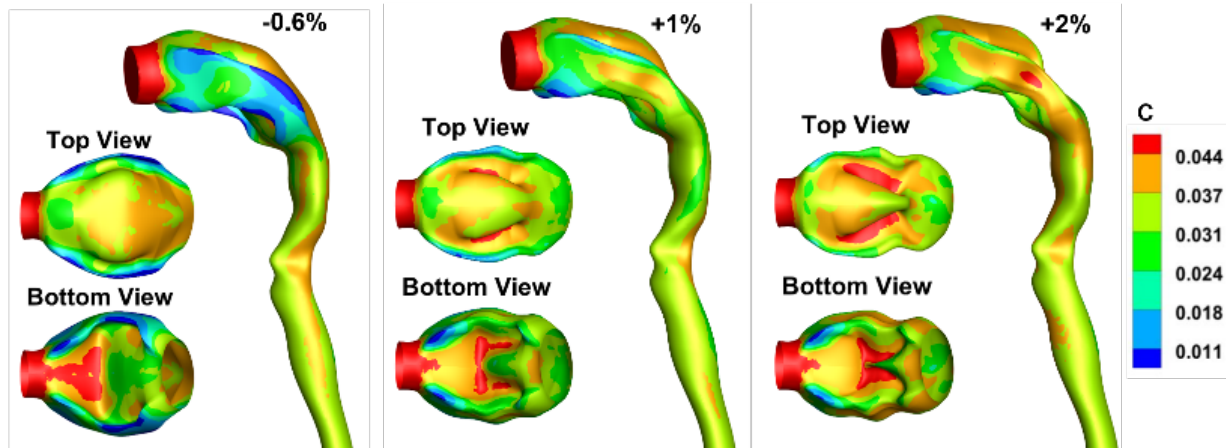 -0.6%
Top View
Bottom View
+1%
Top View
Bottom View
+2%
Top View
Bottom View
C
0.044
0.037
0.031
0.024
0.018
0.011